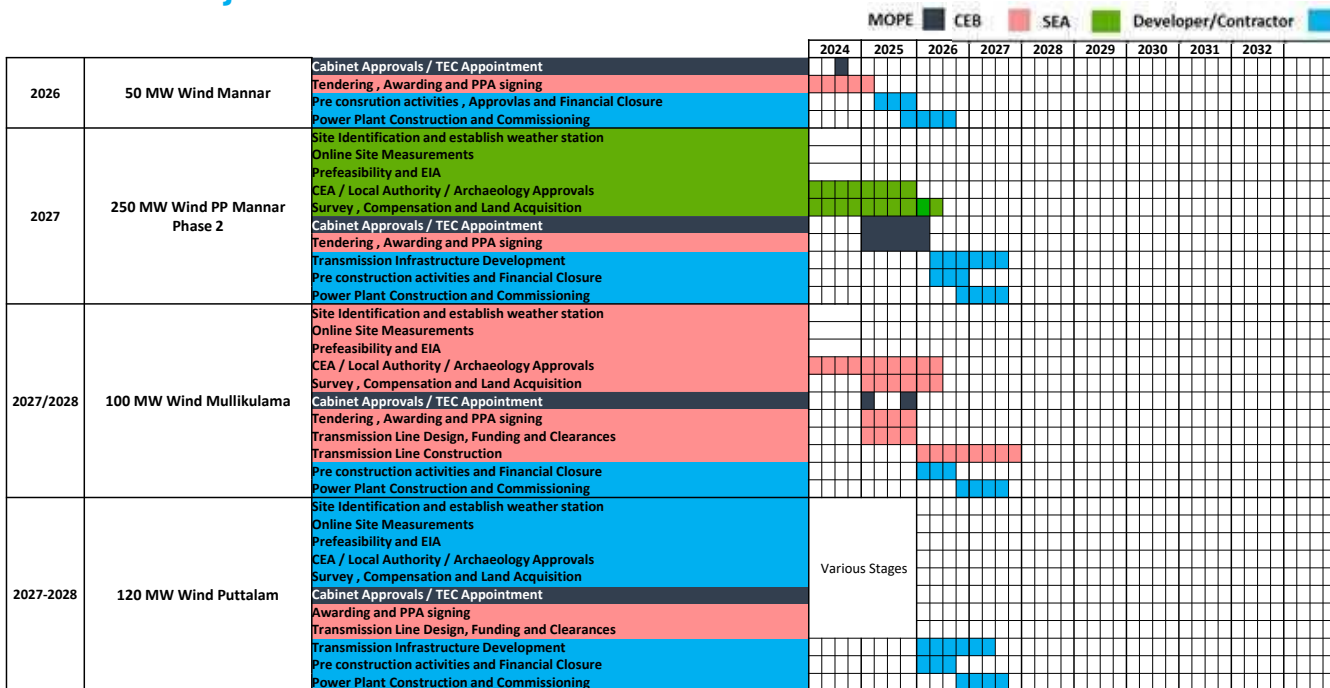 MOPE CEB SEA Developer/Contractor
2024 2025 2026 2027 2028 2029 2030 2031 2032
2026
50 MW Wind Mannar
Cabinet Approvals / TEC Appointment
Tendering , Awarding and PPA signing
Pre consrution activities , Approvlas and Financial Closure
Power Plant Construction and Commissioning
2027
250 MW Wind PP Mannar
Phase 2
Site Identification and establish weather station
Online Site Measurements
Prefeasibility and EIA
CEA / Local Authority / Archaeology Approvals
Survey , Compensation and Land Acquisition
Cabinet Approvals / TEC Appointment
Tendering , Awarding and PPA signing
Transmission Infrastructure Development
Pre construction activities and Financial Closure
Power Plant Construction and Commissioning
2027/2028
100 MW Wind Mullikulama
Site Identification and establish weather station
Online Site Measurements
Prefeasibility and EIA
CEA / Local Authority / Archaeology Approvals
Survey , Compensation and Land Acquisition
Cabinet Approvals / TEC Appointment
Tendering , Awarding and PPA signing
Transmission Line Design, Funding and Clearances
Transmission Line Construction
Pre construction activities and Financial Closure
Power Plant Construction and Commissioning
2027-2028
120 MW Wind Puttalam
Site Identification and establish weather station
Online Site Measurements
Prefeasibility and EIA
CEA / Local Authority / Archaeology Approvals
Survey , Compensation and Land Acquisition
Cabinet Approvals / TEC Appointment
Awarding and PPA signing
Transmission Line Design, Funding and Clearances
Transmission Infrastructure Development
Pre construction activities and Financial Closure
Power Plant Construction and Commissioning
Various Stages